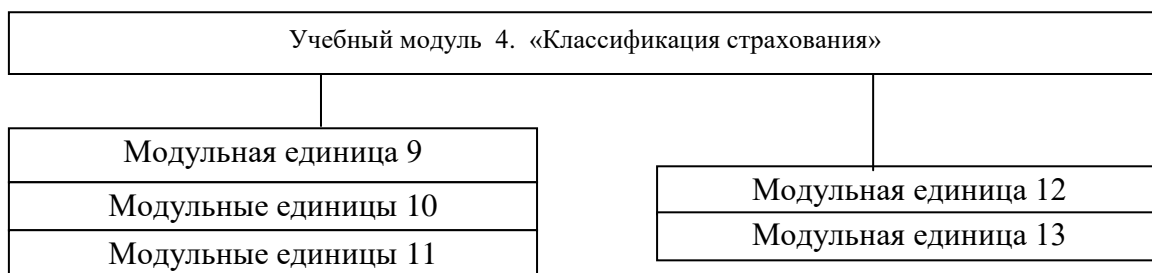 Учебный модуль 4. «Классификация страхования»
Модульная единица 9
Модульные единицы 10
Модульные единицы 11
Модульная единица 12
Модульная единица 13